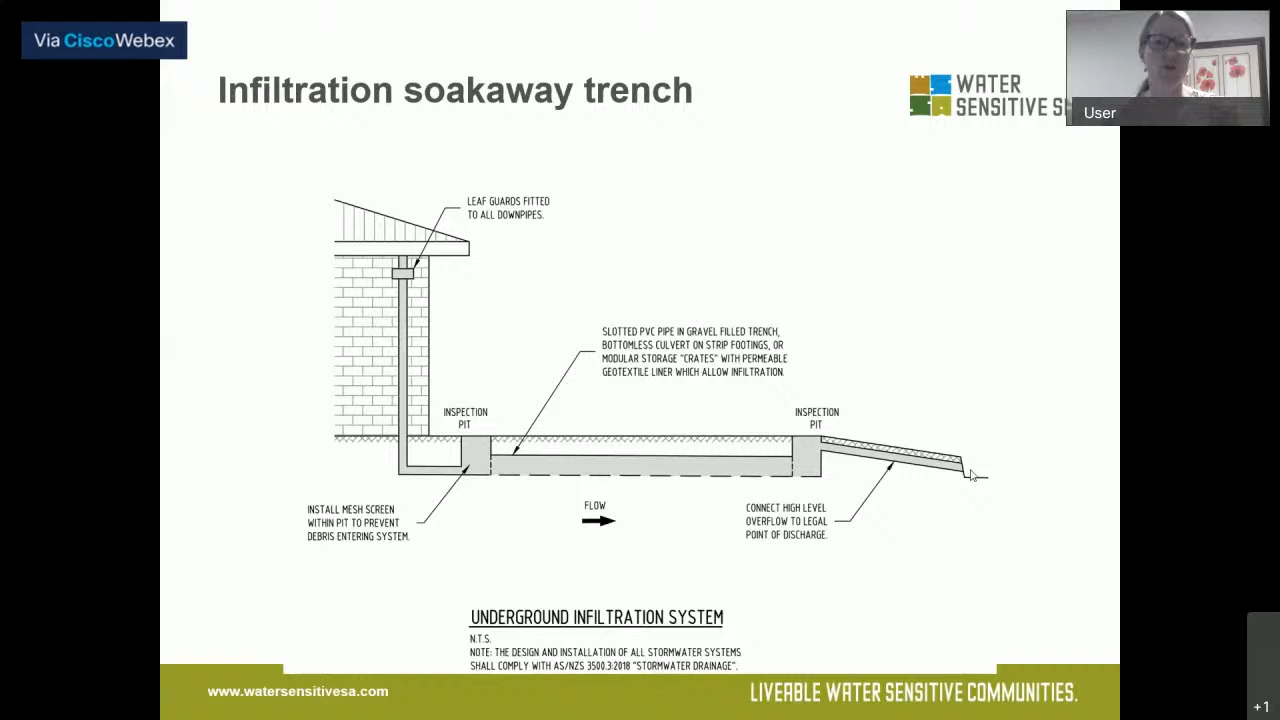 Via CiscoWebex
Infiltration soakaway trench
WATER
SENSITIVE
User
LEAF GUARDS FITTED
TO ALL DOWNPIPES.
SLOTTED PVC PIPE IN GRAVEL FILLED TRENCH,
BOTTOMLESS CULVERT ON STRIP FOOTINGS, OR
MODULAR STORAGE "CRATES" WITH PERMEABLE
GEOTEXTILE LINER WHICH ALLOW INFILTRATION.
INSPECTION
PIT
INSPECTION
PIT
INSTALL MESH SCREEN
WITHIN PIT TO PREVENT
DEBRIS ENTERING SYSTEM.
FLOW
CONNECT HIGH LEVEL
OVERFLOW TO LEGAL
POINT OF DISCHARGE.
UNDERGROUND INFILTRATION SYSTEM
N.T.S.
NOTE: THE DESIGN AND INSTALLATION OF ALL STORMWATER SYSTEMS
SHALL COMPLY WITH AS/NZS 3500.3:2018 "STORMWATER DRAINAGE".
www.watersensitivesa.com
LIVEABLE WATER SENSITIVE COMMUNITIES.
+1